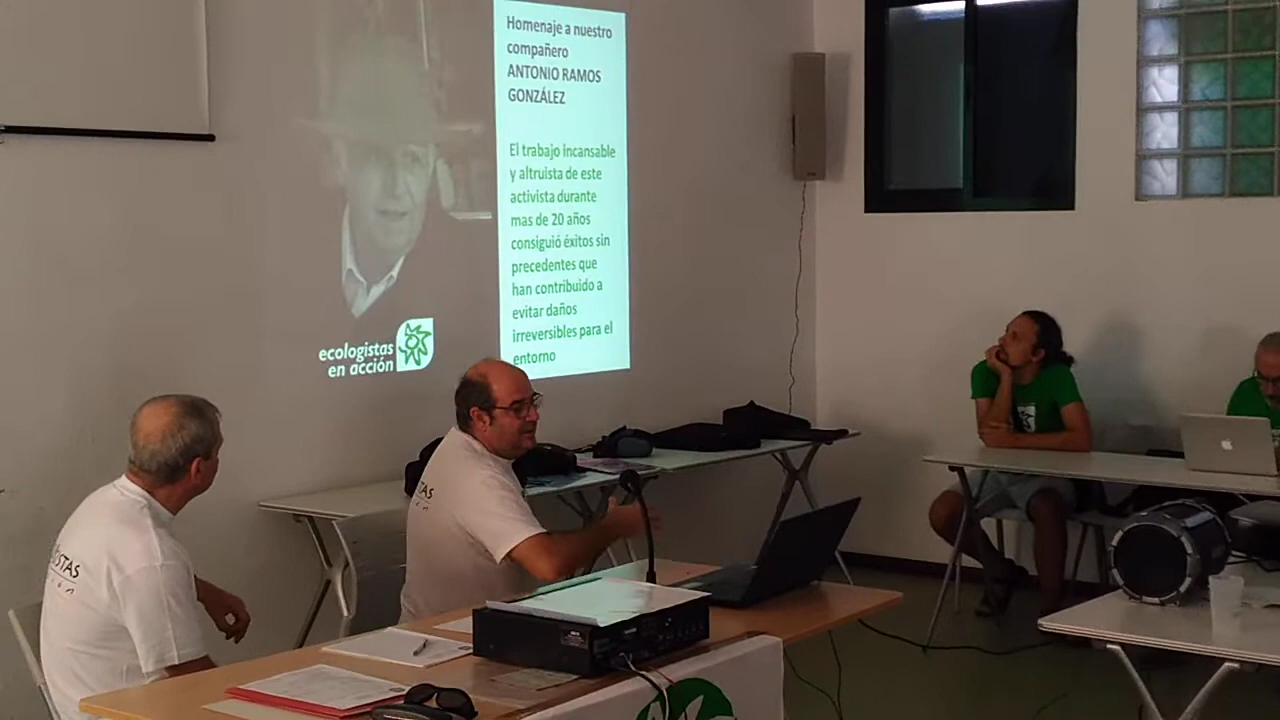 Homenaje a nuestro
compañero
ANTONIO RAMOS
GONZÁLEZ
El trabajo incansable
y altruista de este
activista durante
mas de 20 años
consiguió éxitos sin
precedentes que
han contribuido a
evitar daños
irreversibles para el
entorno
ecologistas
en acción